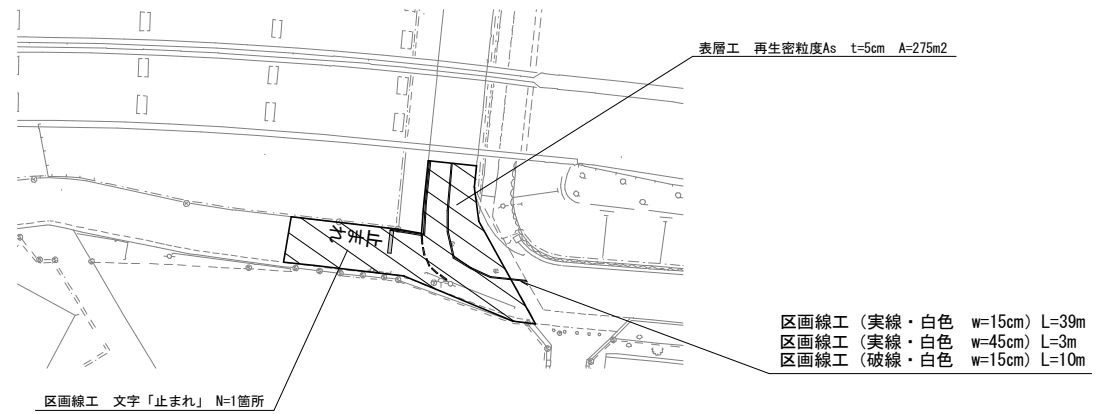 表層工　再生密粒度As　t=5cm　A=275m2
止まれ
区画線工（実線・白色　w=15cm）L=39m
区画線工（実線・白色　w=45cm）L=3m
区画線工（破線・白色　w=15cm）L=10m
区画線工　文字「止まれ」　N=1箇所